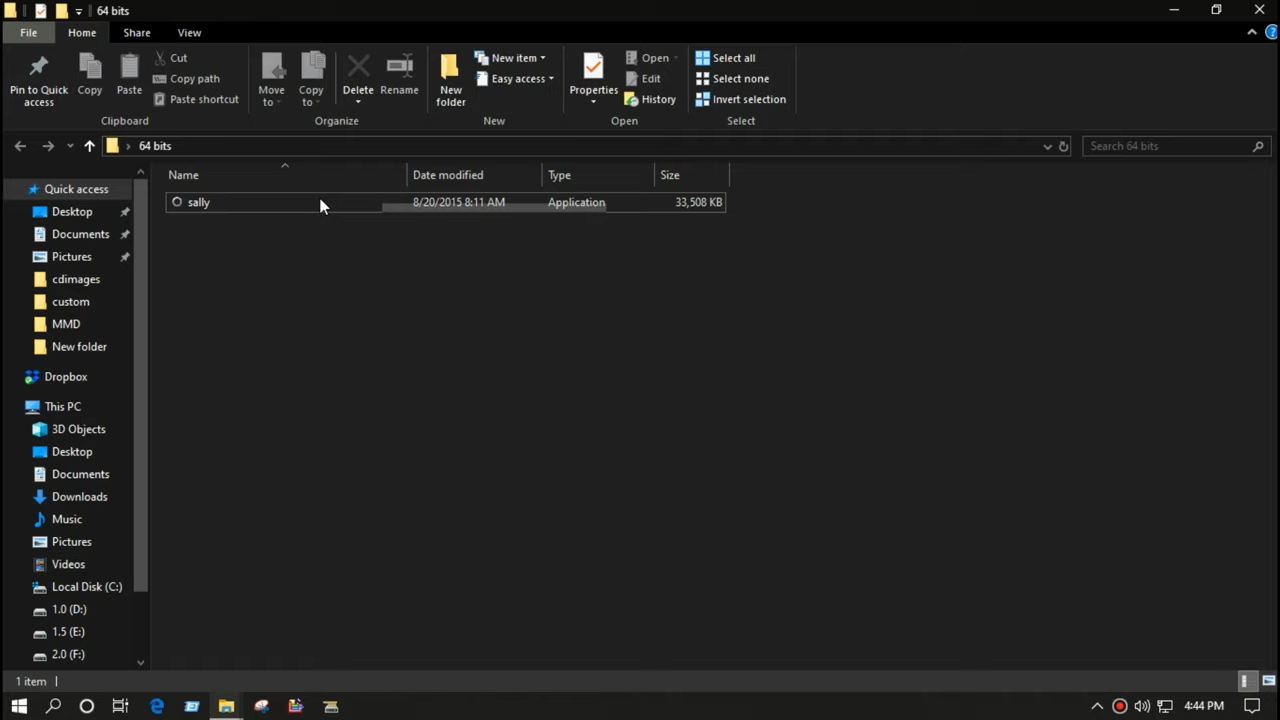 64 bits
File Home Share View
Pin to Quick access
Copy
Paste
Cut
Copy path
Paste shortcut
Clipboard
Move to
Copy to
Delete
Rename
Organize
New folder
New item
Easy access
New
Properties
Open
Edit
History
Open
Select all
Select none
Invert selection
Select
64 bits
Search 64 bits
Name Date modified Type Size
sally 8/20/2015 8:11 AM Application 33,508 KB
Quick access
Desktop
Documents
Pictures
cdimages
custom
MMD
New folder
Dropbox
This PC
3D Objects
Desktop
Documents
Downloads
Music
Pictures
Videos
Local Disk (C:)
1.0 (D:)
1.5 (E:)
2.0 (F:)
1 item
4:44 PM